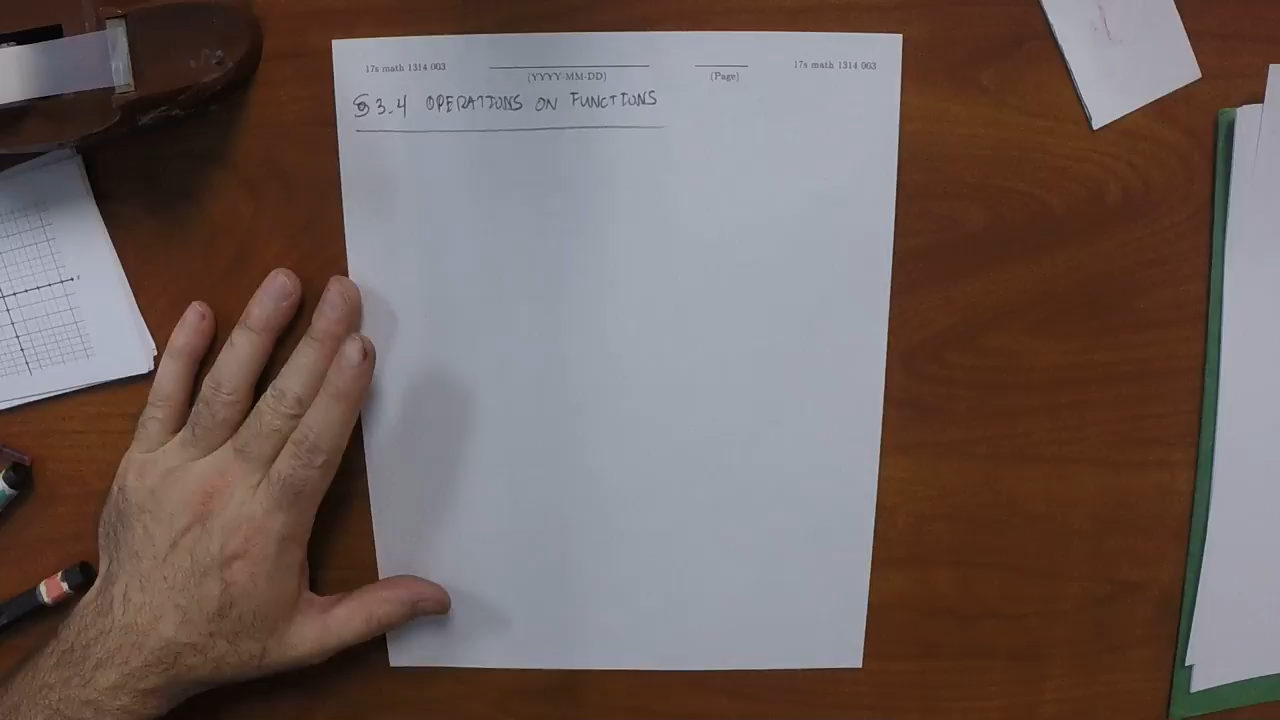 17s math 1314 003 (YYYY-MM-DD) (Page) 17s math 1314 003
§ 3.4 OPERATIONS ON FUNCTIONS